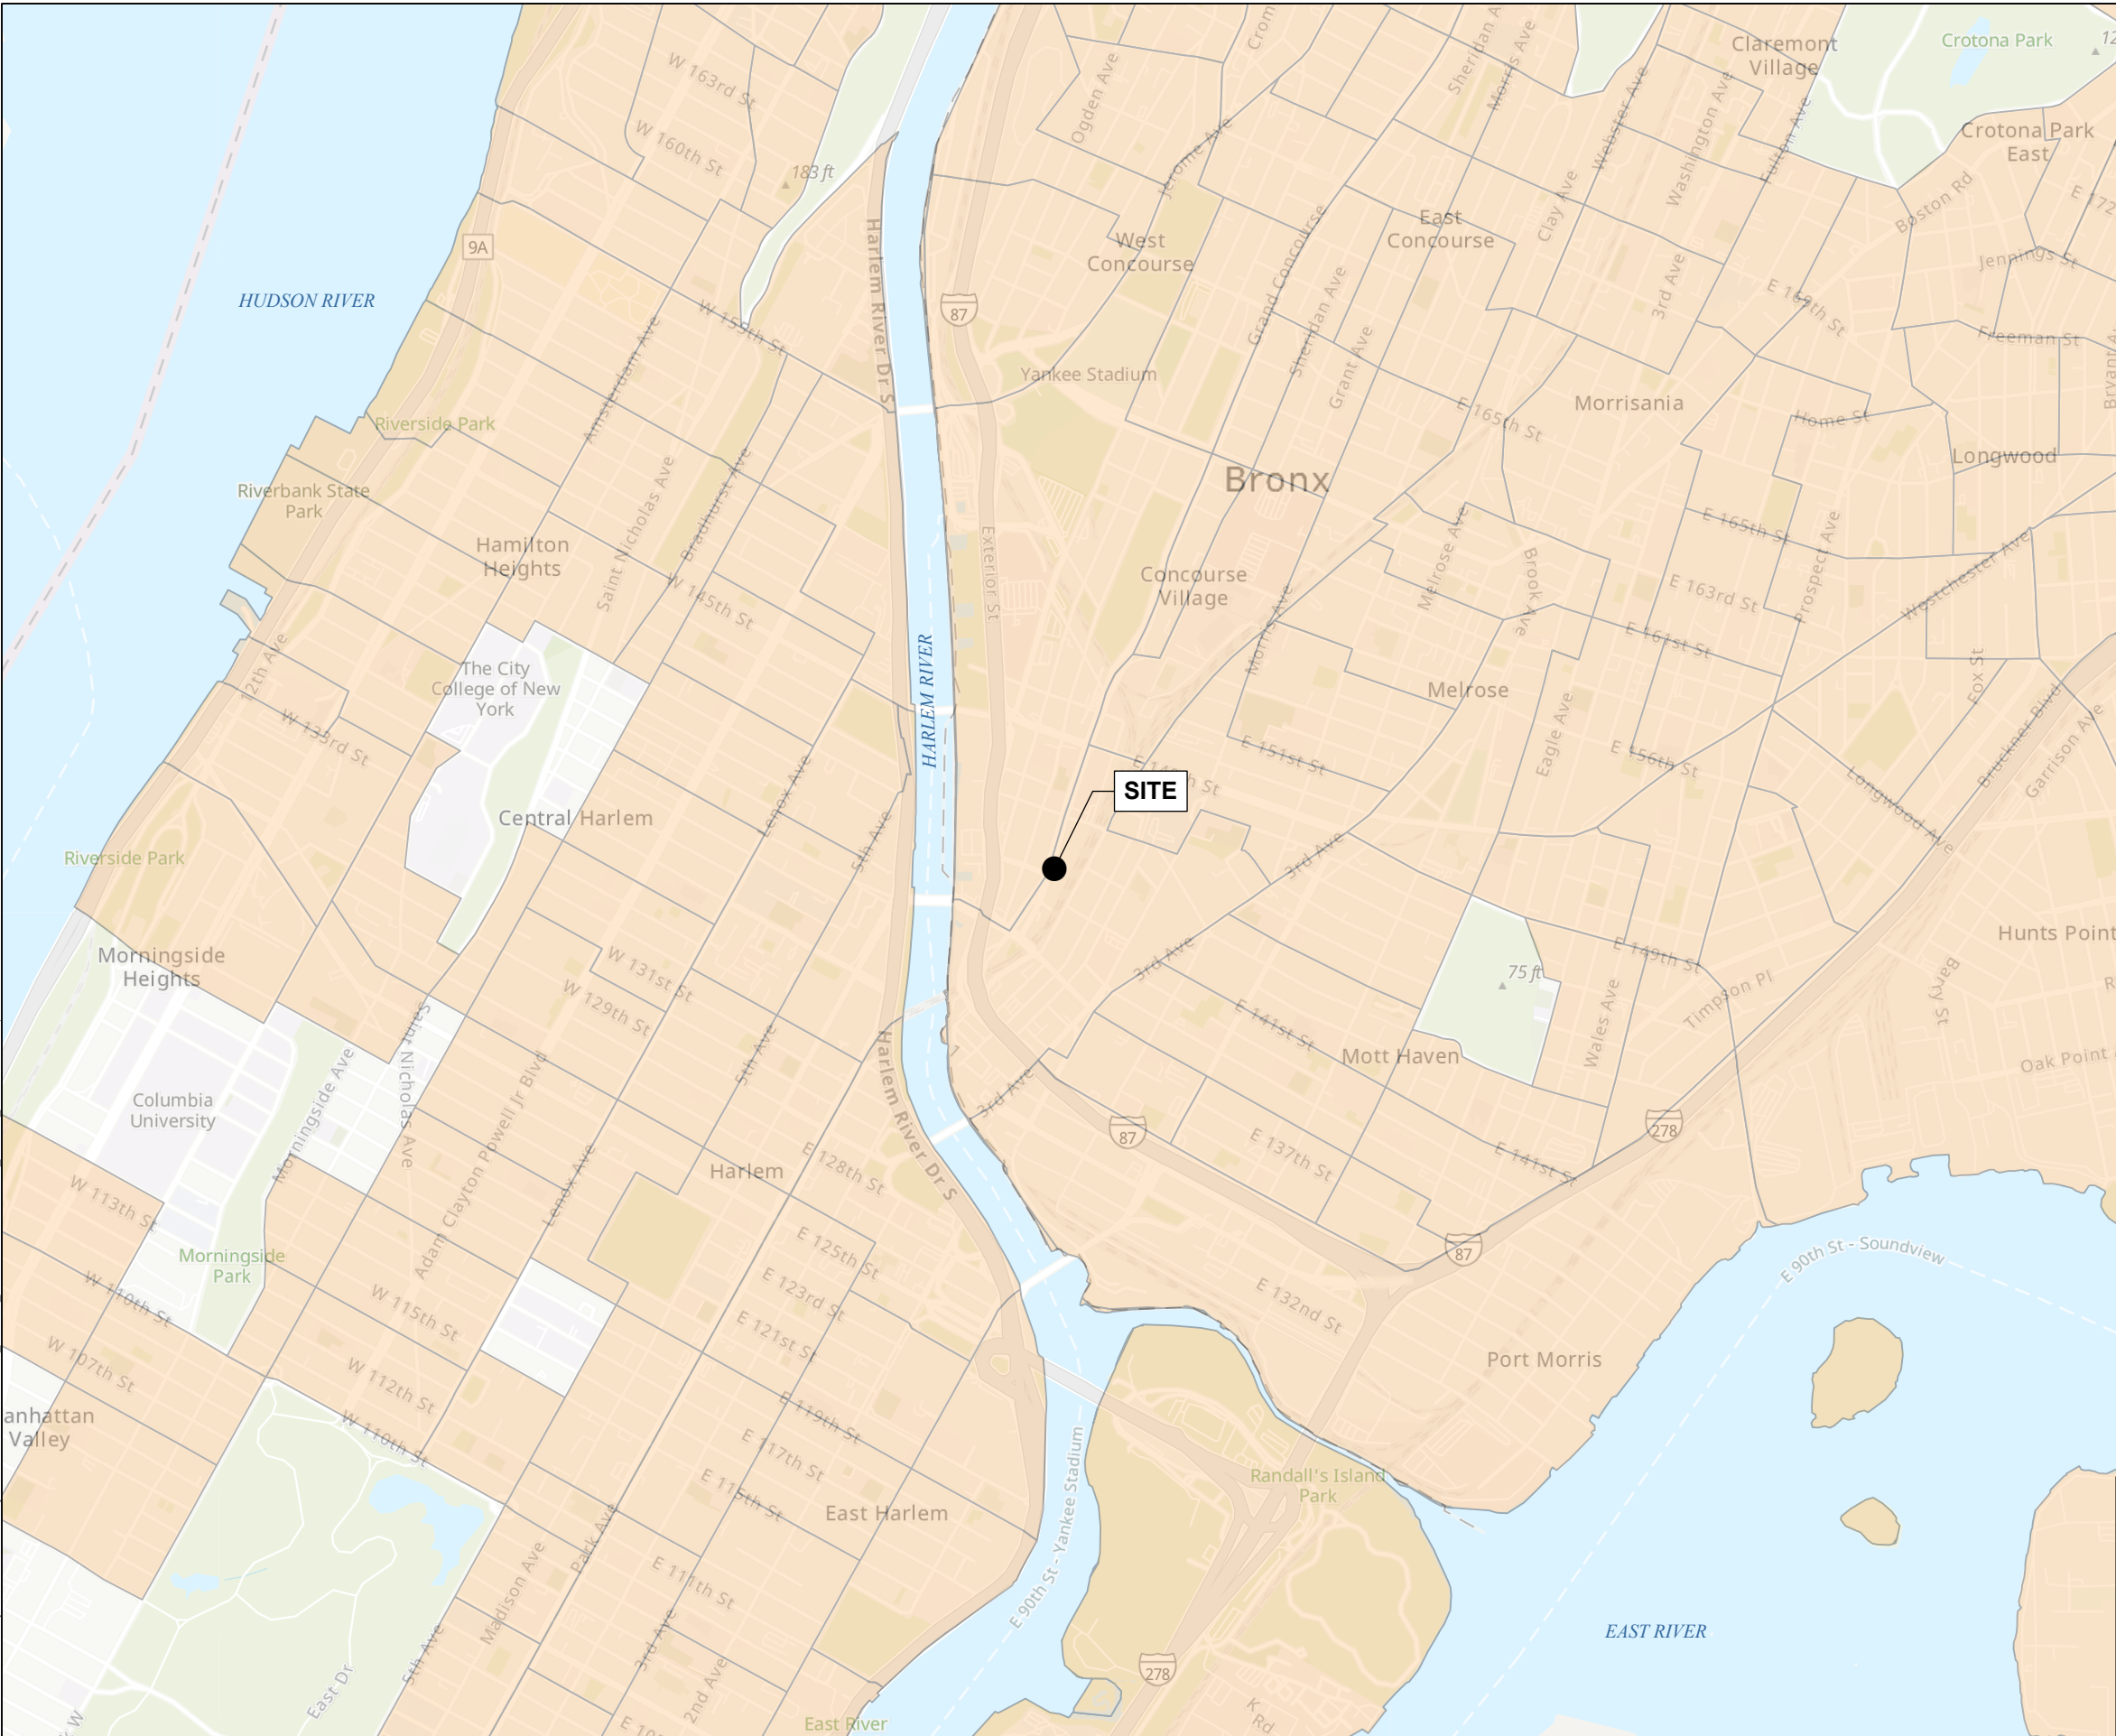 Claremont
Village
Crotona Park
W 163rd St
Ogden Ave
Sheridan A
Morris Ave
Webster Ave
Washington Ave
Fulton Ave
Crotona Park
East
W 160th St
183 ft
Jerome Ave
Clay Ave
Boston Rd
E 172
9A
Harlem River Dr S
West
Concourse
Grand Concourse
East
Concourse
3rd Ave
Jennings St
HUDSON RIVER
87
E 169th St
Freeman St
W 155th St
Amsterdam Ave
Yankee Stadium
Sheridan Ave
Grant Ave
Morrisania
E 165th St
Home St
Riverside Park
Bradhurst Ave
Saint Nicholas Ave
Bronx
Longwood
Riverbank State
Park
Exterior St
Melrose Ave
Brook Ave
E 165th St
Prospect Ave
Hamilton
Heights
W 145th St
Concourse
Village
Morris Ave
E 163rd St
Westchester Ave
E 161st St
12th Ave
The City
College of New
York
HARLEM RIVER
Melrose
Eagle Ave
Fox St
Bruckner Blvd
Garrison Ave
W 133rd St
E 151st St
E 156th St
SITE
Central Harlem
Lenox Ave
5th Ave
3rd Ave
Longwood Ave
Riverside Park
Morningside
Heights
W 131st St
W 129th St
3rd Ave
75 ft
E 149th St
Timpson Pl
Hunts Point
Barry St
Saint Nicholas Ave
5th Ave
E 141st St
Mott Haven
Wales Ave
Oak Point
Columbia
University
Morningside Ave
Adam Clayton Powell Jr Blvd
Harlem River Dr S
3rd Ave
87
278
W 113th St
Lenox Ave
Harlem
E 128th St
E 137th St
E 141st St
Morningside
Park
W 110th St
W 115th St
E 125th St
E 123rd St
E 121st St
87
E 132nd St
E 90th St - Soundview
W 107th St
W 112th St
Port Morris
anhattan
Valley
W 110th St
E 119th St
E 117th St
E 115th St
East Harlem
E 90th St - Yankee Stadium
Randall's Island
Park
Park Ave
Madison Ave
E 111th St
3rd Ave
2nd Ave
5th Ave
East Dr
278
EAST RIVER
East River
K
Rd